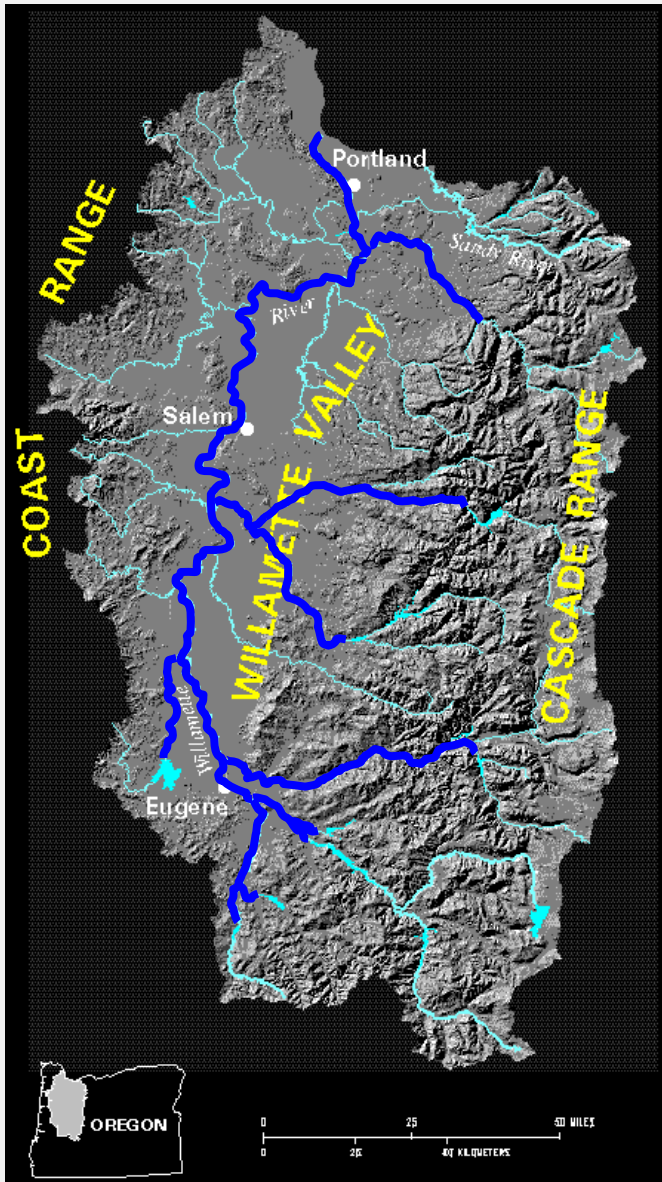 Portland
RANGE
Sandy River
River
WILLAMETTE VALLEY
Salem
COAST
CASCADE RANGE
Willamette
Eugene
OREGON
0 25 50 MILES
0 25 40 KILOMETERS